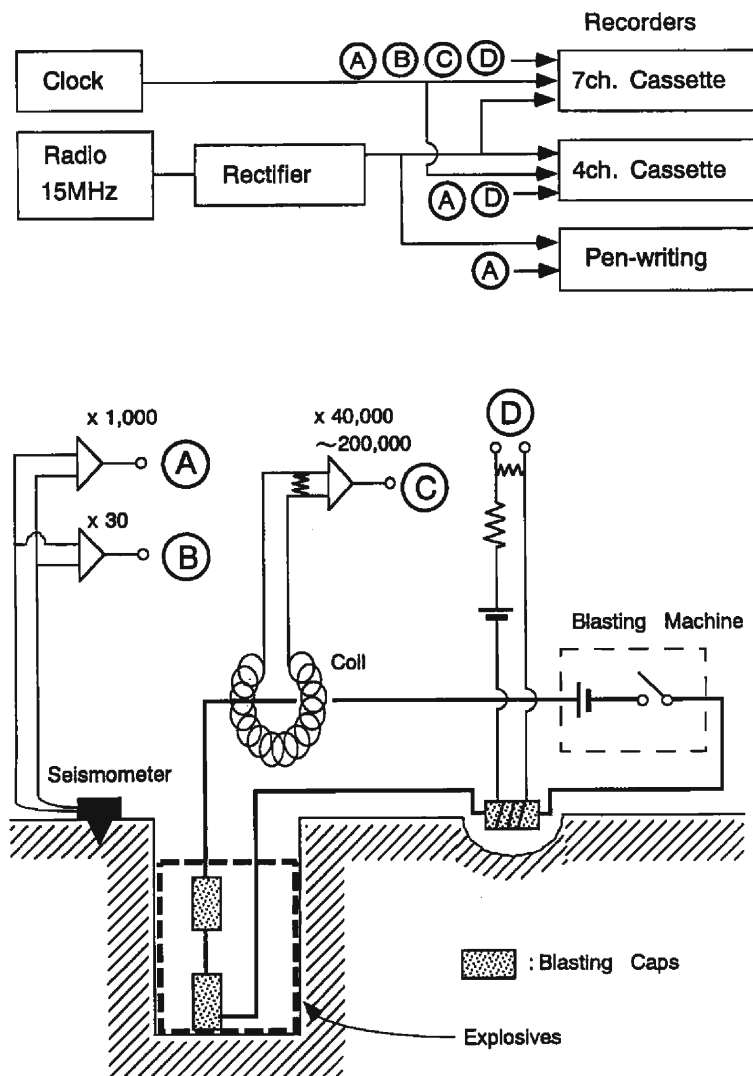 Recorders
Clock
A B C D
7ch. Cassette
Radio
15MHz
Rectifier
4ch. Cassette
A D
Pen-writing
A
x 1,000
A
x 30
B
x 40,000
~200,000
C
D
Blasting Machine
Coil
Seismometer
: Blasting Caps
Explosives